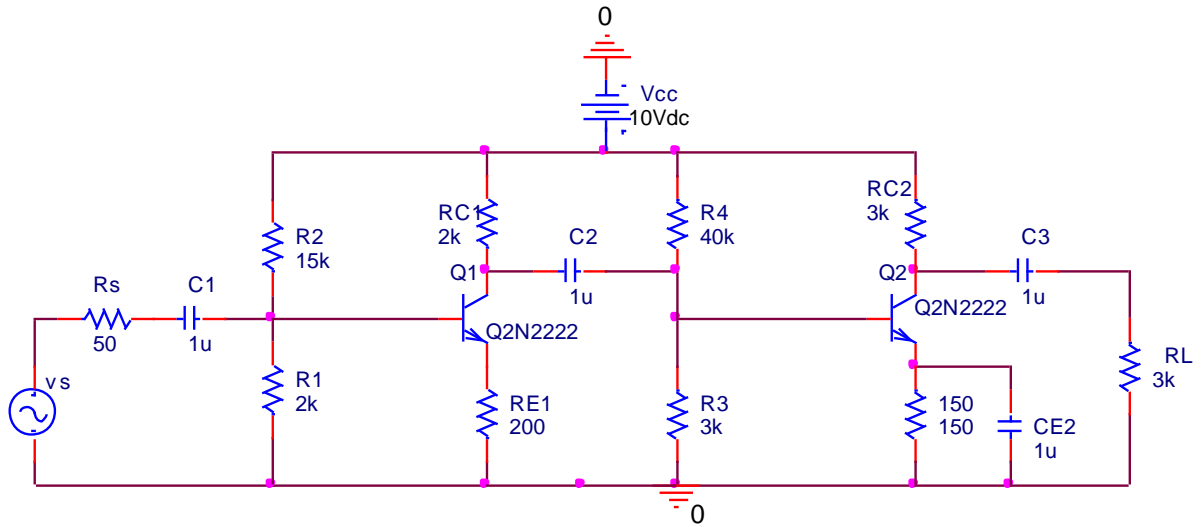 0
Vcc
10Vdc
RC1
2k
R4
40k
RC2
3k
R2
15k
C2
1u
C3
1u
Rs
50
C1
1u
Q1
Q2N2222
Q2
Q2N2222
vs
R1
2k
RE1
200
R3
3k
150
150
CE2
1u
RL
3k
0